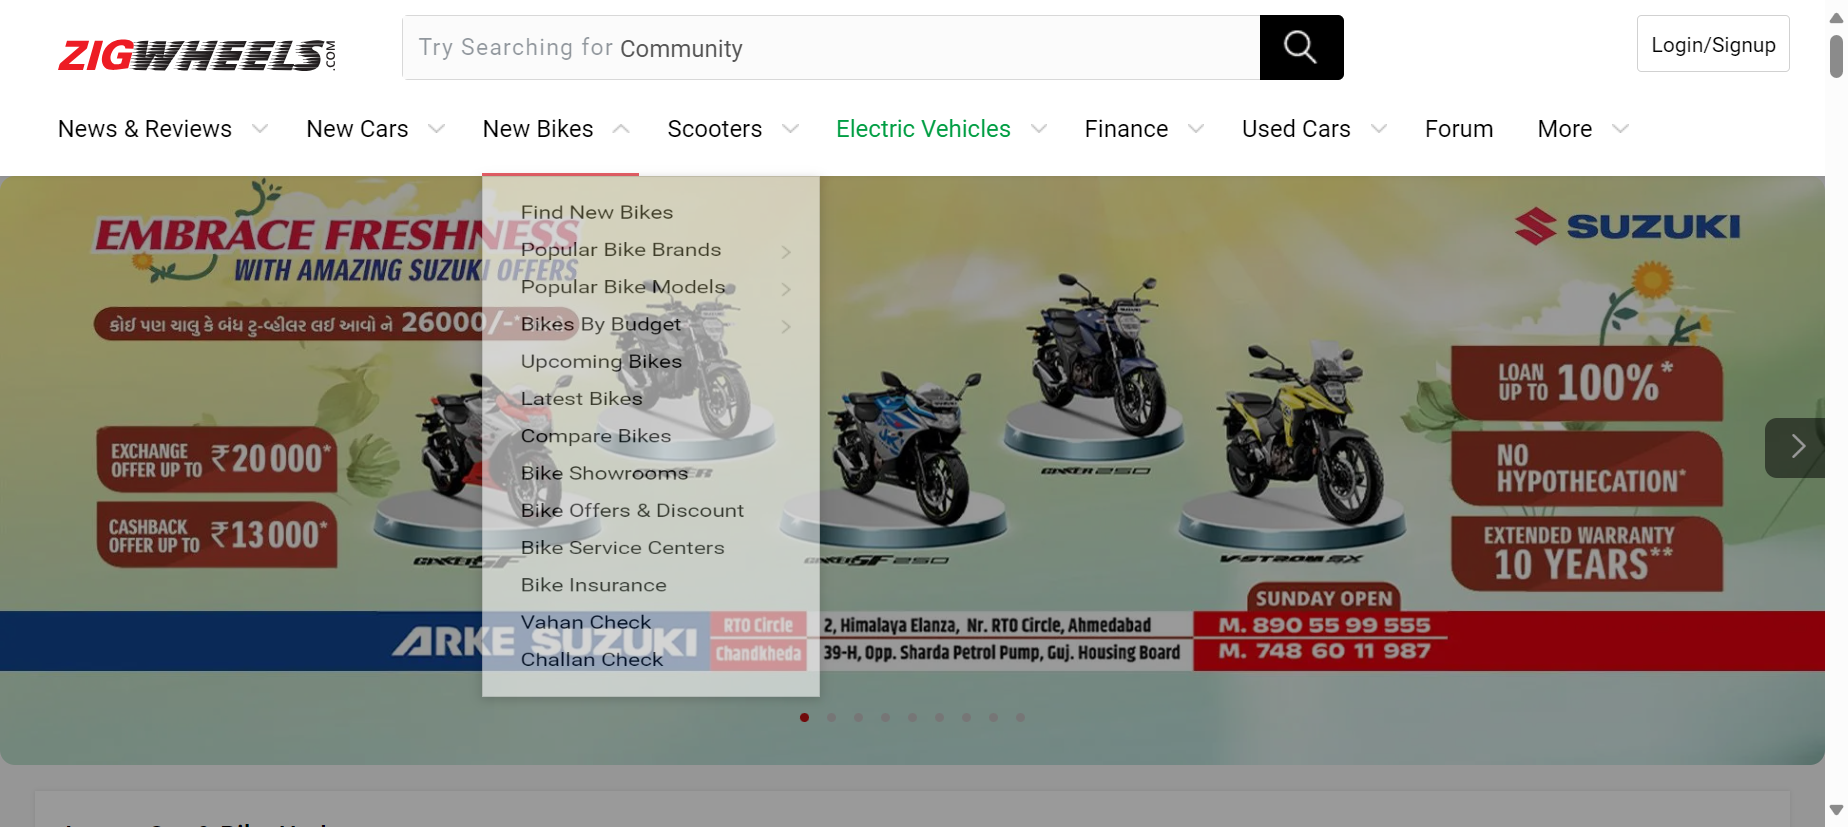 ZIGWHEELS.COM
Try Searching for Community
Login/Signup
News & Reviews
New Cars
New Bikes
Scooters
Electric Vehicles
Finance
Used Cars
Forum
More
Find New Bikes
Popular Bike Brands
Popular Bike Models
Bikes By Budget
Upcoming Bikes
Latest Bikes
Compare Bikes
Bike Showrooms
Bike Offers & Discount
Bike Service Centers
Bike Insurance
Vahan Check
Challan Check
EMBRACE FRESHNESS
WITH AMAZING SUZUKI OFFERS
કોઈ પણ ચાલુ કે બંધ ટુ-વ્હીલર લઈ આવો ને 26000/-*
EXCHANGE
OFFER UP TO ₹20000*
CASHBACK
OFFER UP TO ₹13000*
SUZUKI
LOAN
UP TO 100%*
NO
HYPOTHECATION*
EXTENDED WARRANTY
10 YEARS**
GIXXER SF
GIXXER SF 250
GIXXER 250
V-STROM SX
SUNDAY OPEN
ARKE SUZUKI
RTO Circle
2, Himalaya Elanza, Nr. RTO Circle, Ahmedabad
Chandkheda
39-H, Opp. Sharda Petrol Pump, Guj. Housing Board
M. 890 55 99 555
M. 748 60 11 987